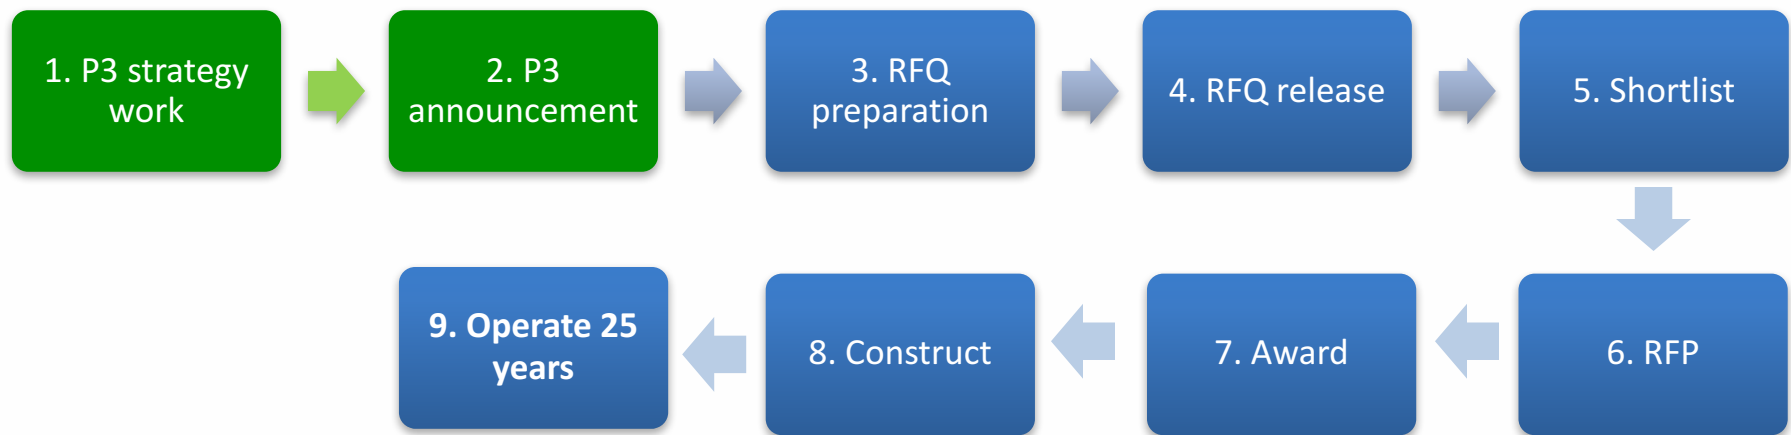 1. P3 strategy
work
2. P3
announcement
3. RFQ
preparation
4. RFQ release
5. Shortlist
6. RFP
7. Award
8. Construct
9. Operate 25
years